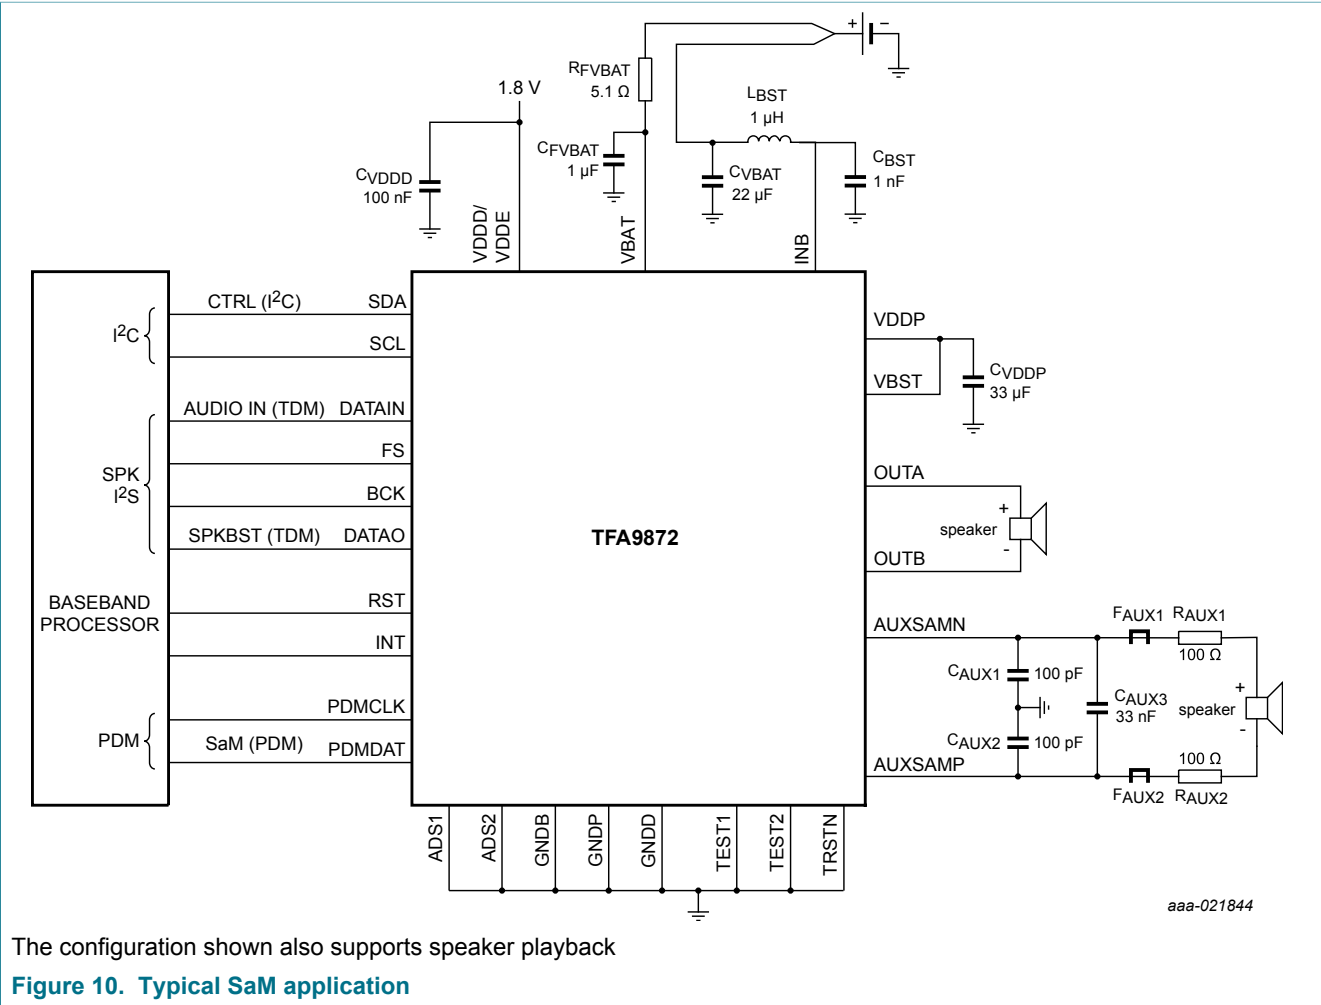 + −
RFVBAT
5.1 Ω
1.8 V
LBST
1 µH
CFVBAT
1 µF
CVDDD
100 nF
CVBAT
22 µF
CBST
1 nF
VDDD/
VDDE
VBAT
INB
CTRL (I2C) SDA
I2C
SCL
VDDP
VBST
CVDDP
33 µF
AUDIO IN (TDM) DATAIN
FS
SPK
I2S
BCK
SPKBST (TDM) DATAO
TFA9872
OUTA
+
speaker
-
OUTB
BASEBAND
PROCESSOR
RST
INT
PDMCLK
PDM
SaM (PDM) PDMDAT
AUXSAMN
FAUX1 RAUX1
100 Ω
CAUX1 100 pF
CAUX3
33 nF
+
speaker
-
CAUX2 100 pF
AUXSAMP
100 Ω
FAUX2 RAUX2
ADS1
ADS2
GNDB
GNDP
GNDD
TEST1
TEST2
TRSTN
aaa-021844
The configuration shown also supports speaker playback
Figure 10. Typical SaM application